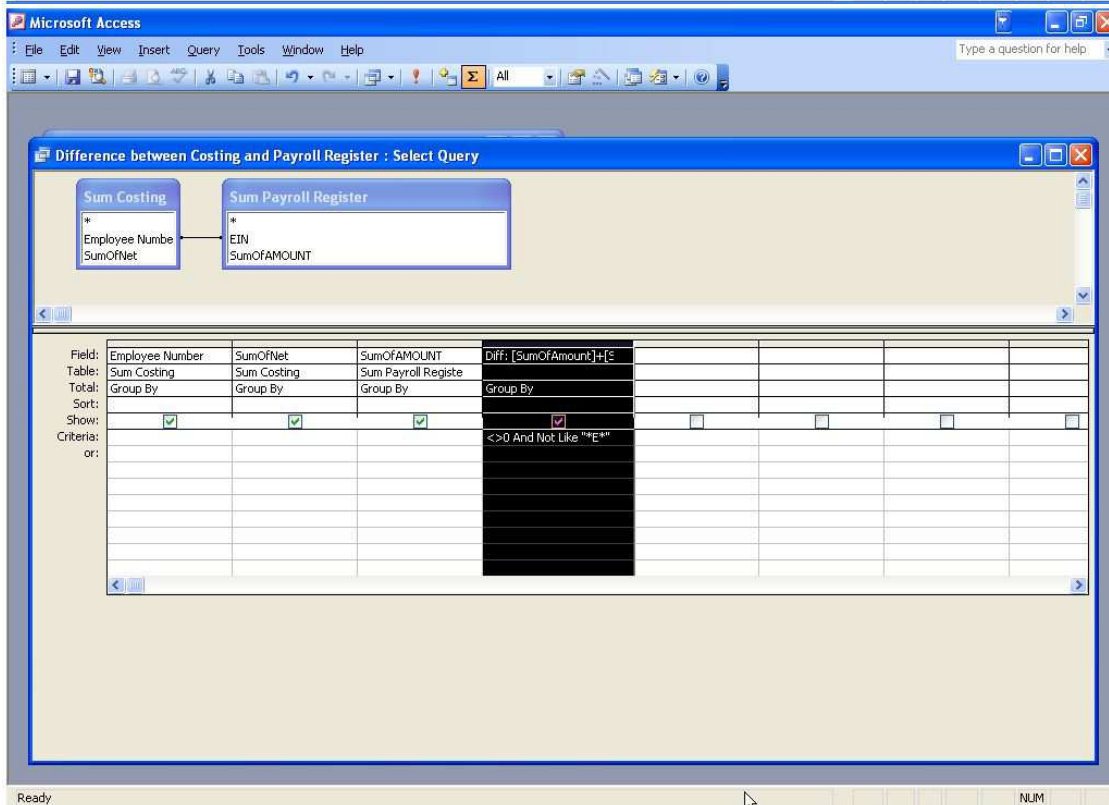 Microsoft Access
File Edit View Insert Query Tools Window Help Type a question for help
Σ All
Difference between Costing and Payroll Register : Select Query
Sum Costing Sum Payroll Register
* *
Employee Numbe EIN
SumOfNet SumOfAMOUNT
Field: Employee Number SumOfNet SumOfAMOUNT Diff: [SumOfAmount]+[S
Table: Sum Costing Sum Costing Sum Payroll Registe
Total: Group By Group By Group By Group By
Sort:
Show:
Criteria: <>0 And Not Like "*E*"
or:
Ready NUM